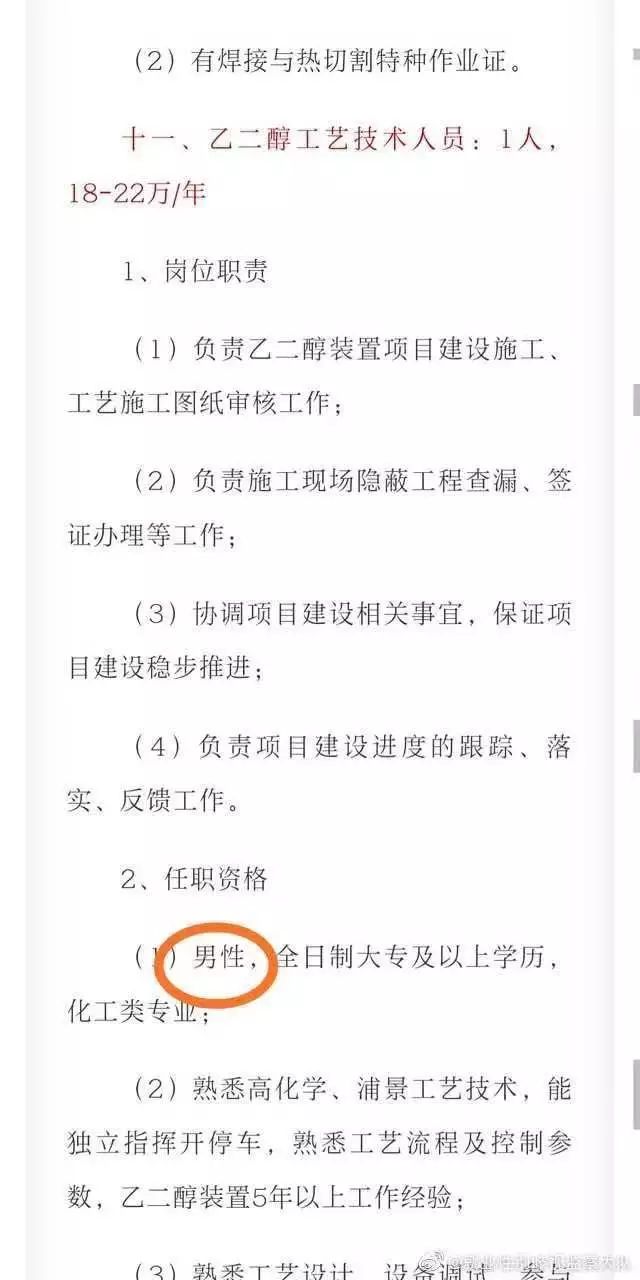 （2）有焊接与热切割特种作业证。
十一、乙二醇工艺技术人员：1人，
18-22万/年
1、岗位职责
（1）负责乙二醇装置项目建设施工、
工艺施工图纸审核工作；
（2）负责施工现场隐蔽工程查漏、签
证办理等工作；
（3）协调项目建设相关事宜，保证项
目建设稳步推进；
（4）负责项目建设进度的跟踪、落
实、反馈工作。
2、任职资格
（1）男性，全日制大专及以上学历，
化工类专业；
（2）熟悉高化学、浦景工艺技术，能
独立指挥开停车，熟悉工艺流程及控制参
数，乙二醇装置5年以上工作经验；
（3）熟悉工艺设计、设备调试，参与
@就业性别歧视监察大队